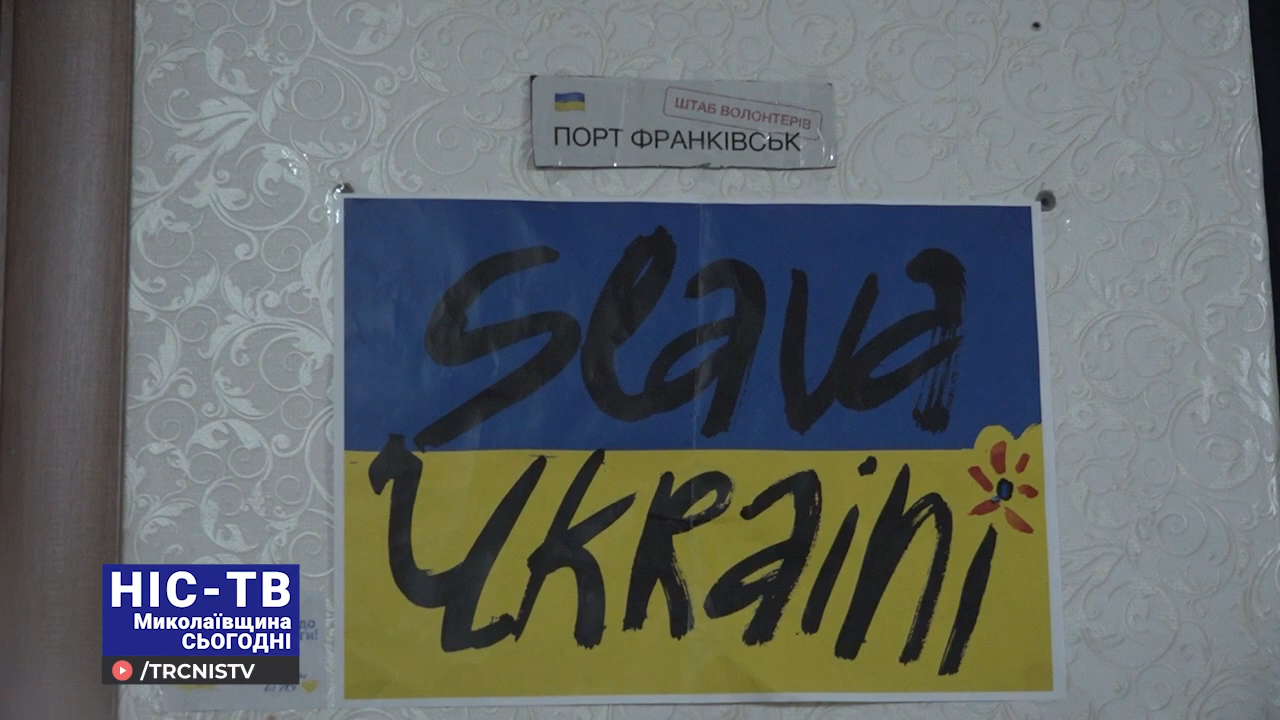 ШТАБ ВОЛОНТЕРІВ
ПОРТ ФРАНКІВСЬК
slava
Ukraini
НІС-ТВ
Миколаївщина
СЬОГОДНІ
/TRCNISTV